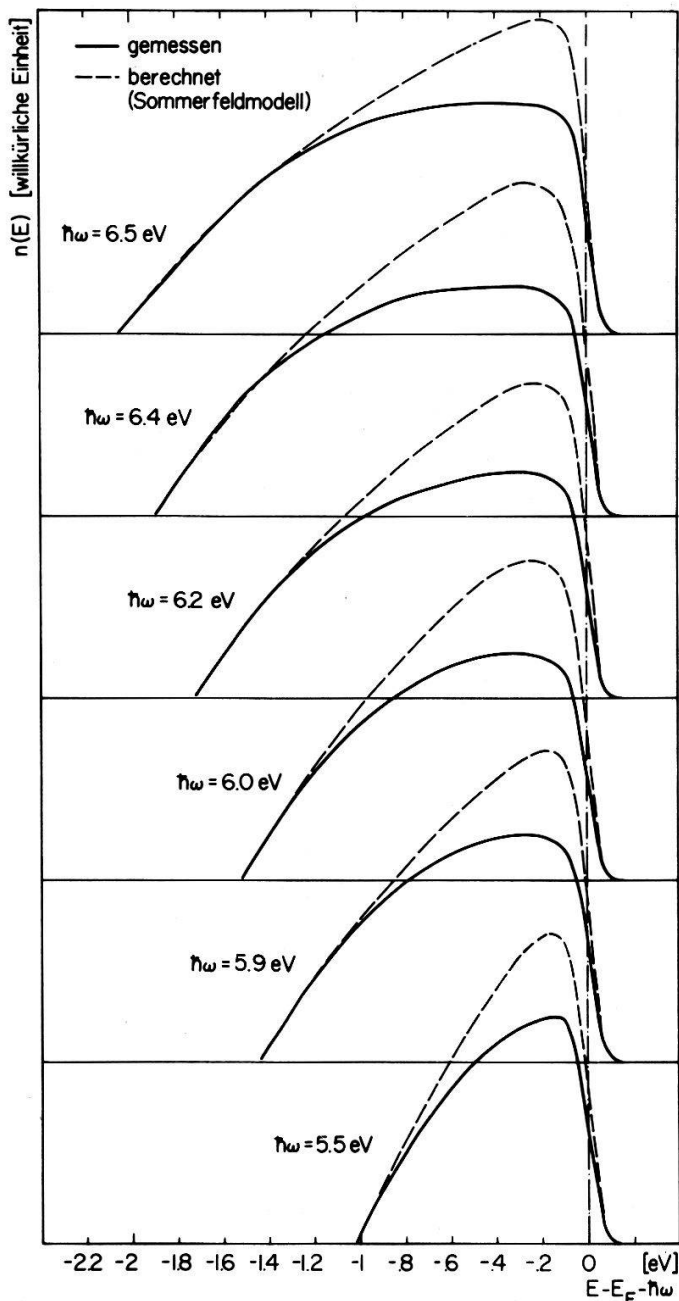 n(E) [willkürliche Einheit]
gemessen
berechnet
(Sommerfeldmodell)
ħω = 6.5 eV
ħω = 6.4 eV
ħω = 6.2 eV
ħω = 6.0 eV
ħω = 5.9 eV
ħω = 5.5 eV
-2.2 -2 -1.8 -1.6 -1.4 -1.2 -1 -.8 -.6 -.4 -.2 0 [eV]
E-E_F-ħω